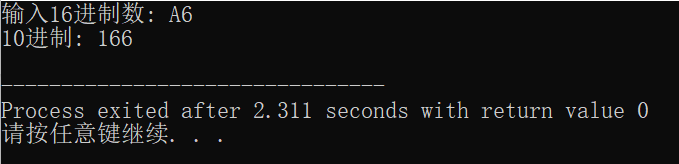 输入16进制数: A6
10进制: 166
--------------------------------
Process exited after 2.311 seconds with return value 0
请按任意键继续. . .